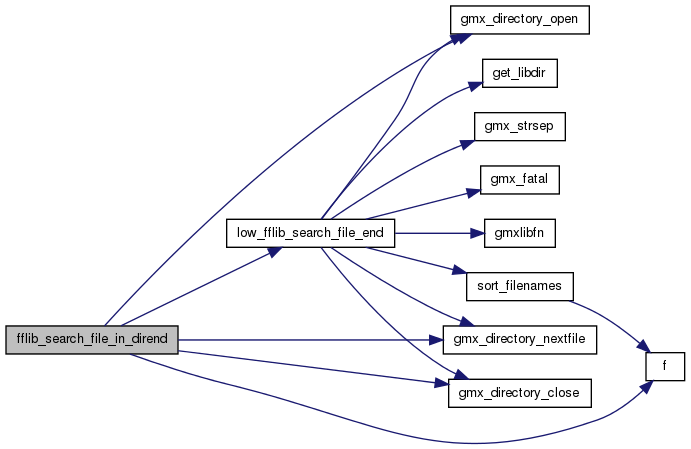 gmx_directory_open
get_libdir
gmx_strsep
gmx_fatal
low_fflib_search_file_end
gmxlibfn
sort_filenames
fflib_search_file_in_dirend
gmx_directory_nextfile
f
gmx_directory_close